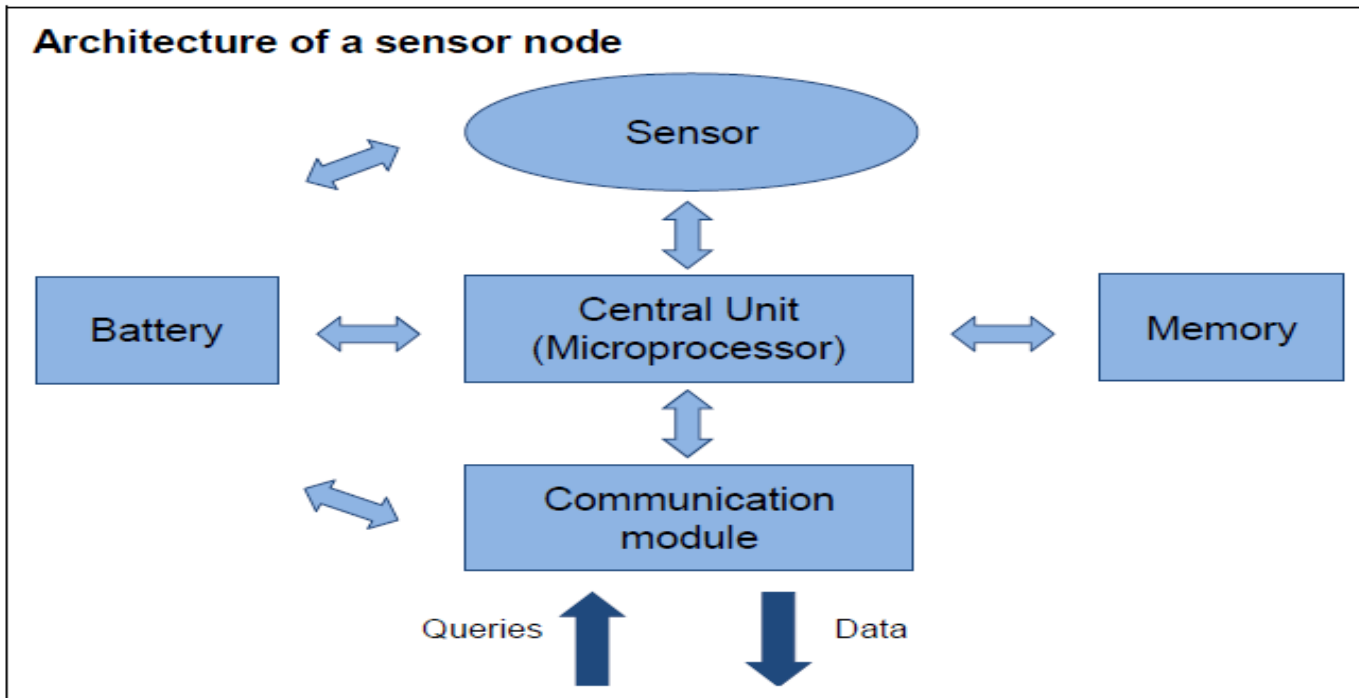 Architecture of a sensor node
Sensor
Battery
Central Unit
(Microprocessor)
Memory
Communication
module
Queries
Data